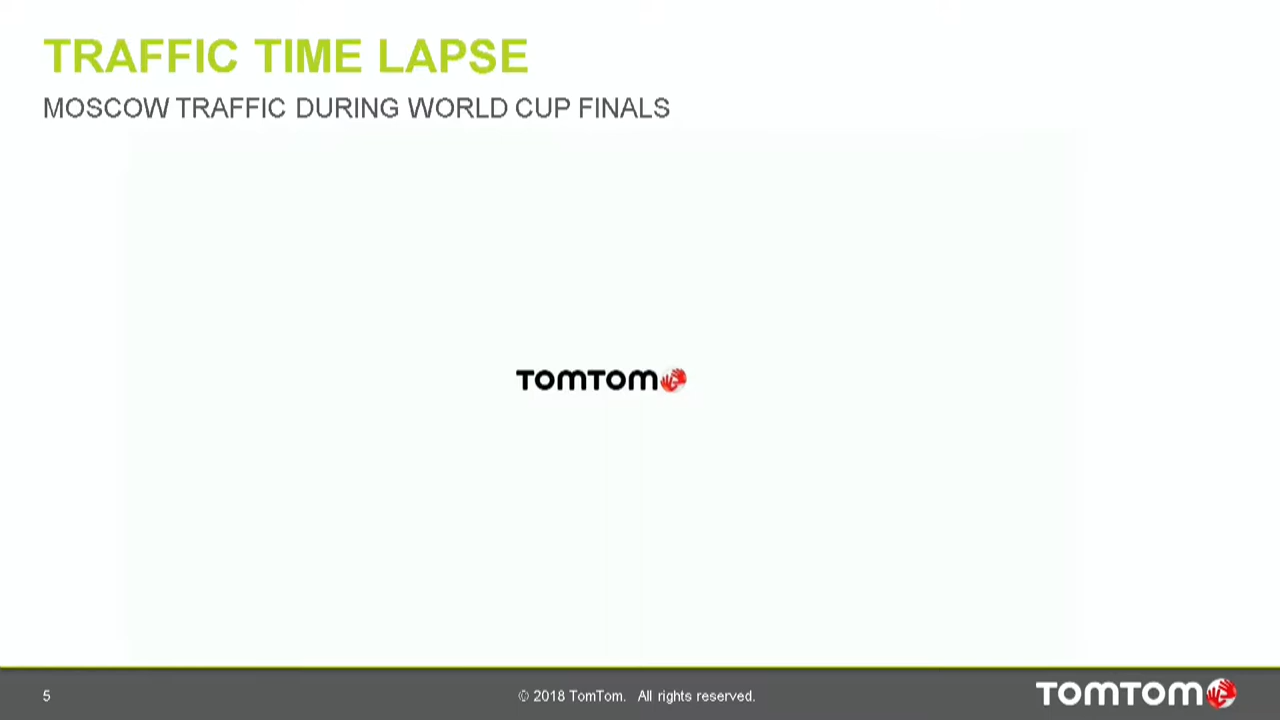 TRAFFIC TIME LAPSE
MOSCOW TRAFFIC DURING WORLD CUP FINALS
TOMTOM
5
© 2018 TomTom. All rights reserved.
TOMTOM